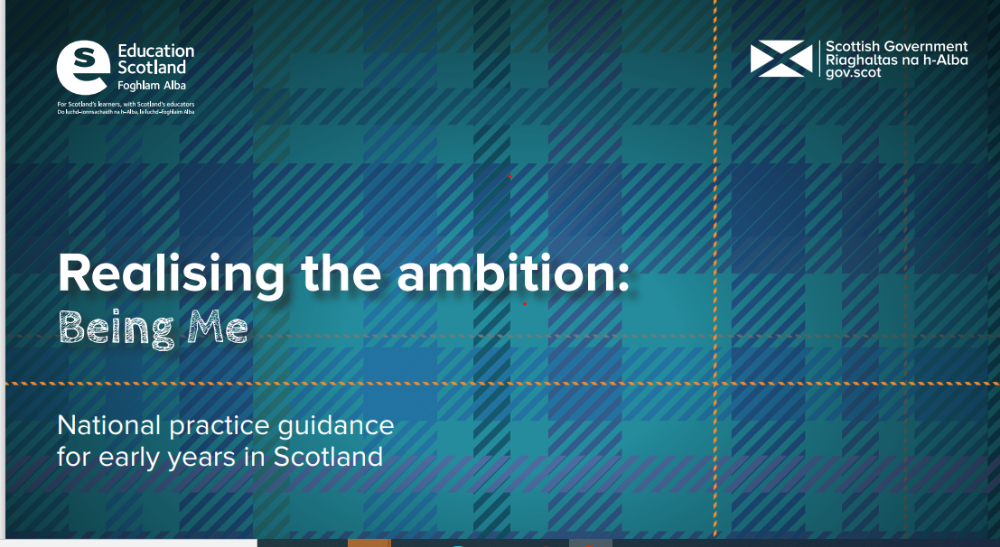 Education
Scotland
Foghlam Alba
For Scotland's learners, with Scotland's educators
Do luchd-ionnsachaidh na h-Alba, le luchd-foghlaim Alba
Scottish Government
Riaghaltas na h-Alba
gov.scot
Realising the ambition:
Being Me
National practice guidance
for early years in Scotland